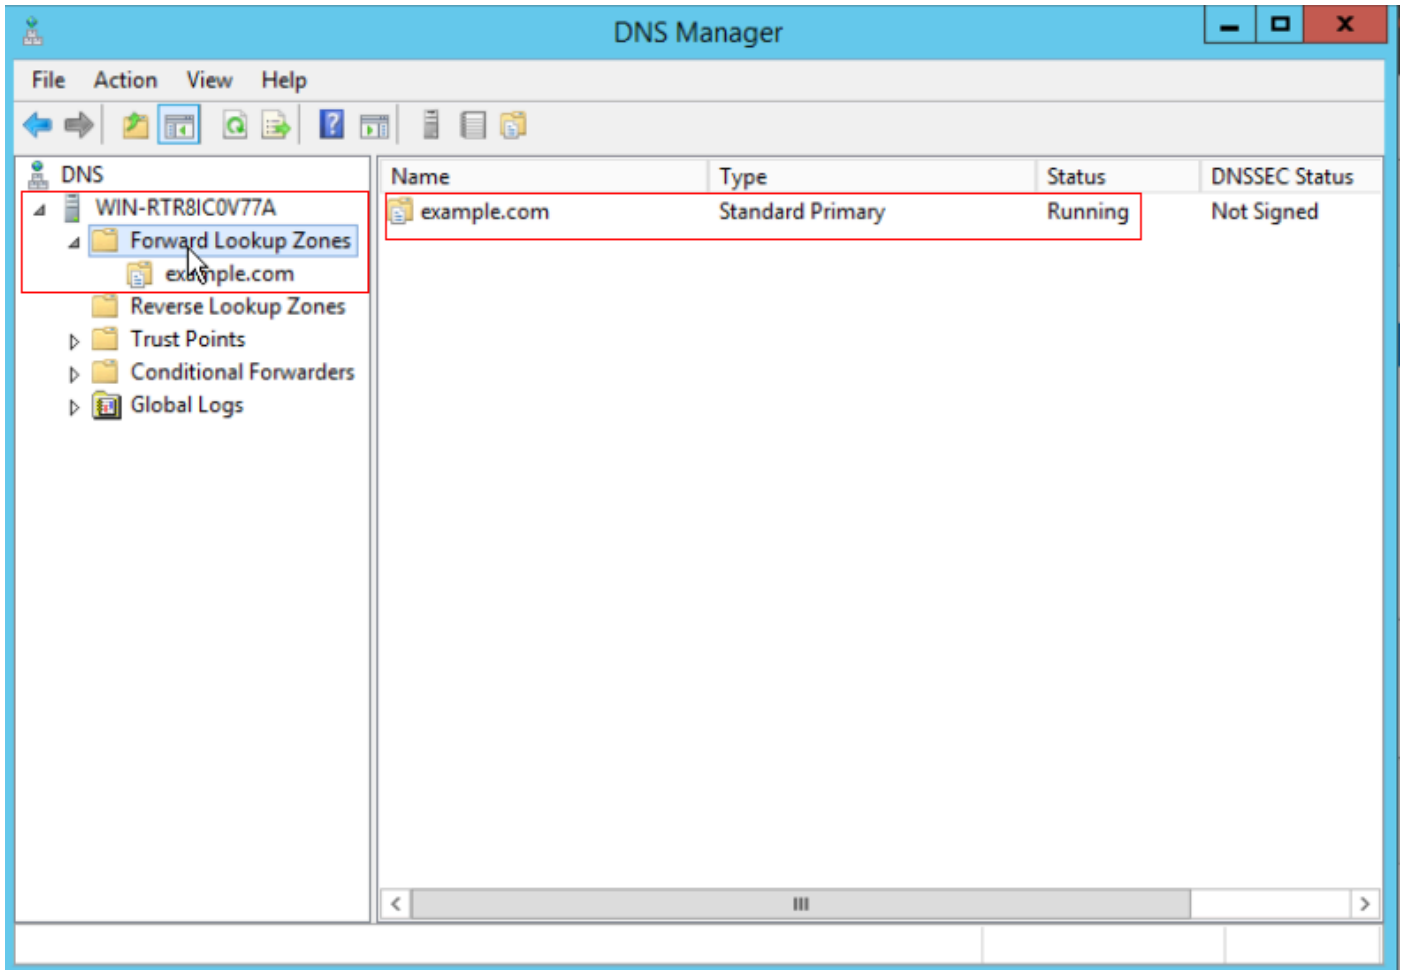 DNS Manager
File Action View Help
DNS
WIN-RTR8IC0V77A
Forward Lookup Zones
example.com
Reverse Lookup Zones
Trust Points
Conditional Forwarders
Global Logs
Name Type Status DNSSEC Status
example.com Standard Primary Running Not Signed